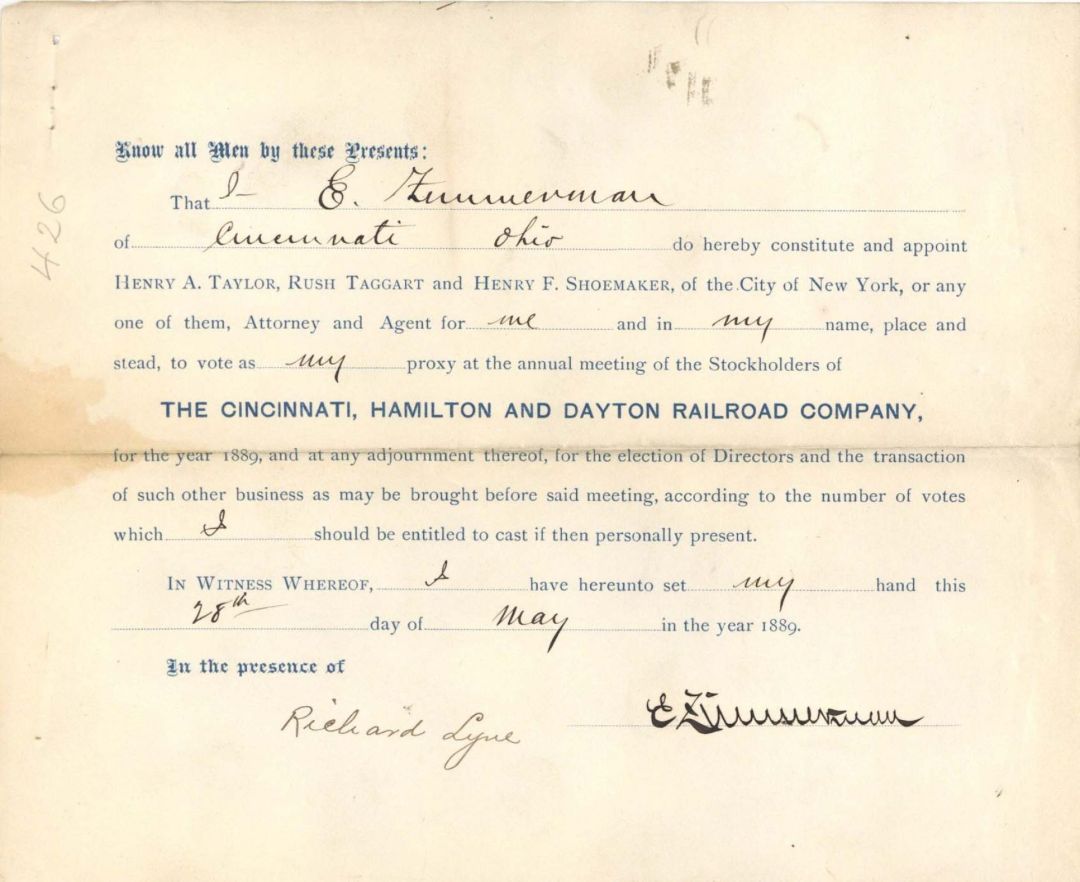 426
Know all Men by these Presents:
That I E. Zimmerman
of Cincinnati Ohio do hereby constitute and appoint
HENRY A. TAYLOR, RUSH TAGGART and HENRY F. SHOEMAKER, of the City of New York, or any
one of them, Attorney and Agent for me and in my name, place and
stead, to vote as my proxy at the annual meeting of the Stockholders of
THE CINCINNATI, HAMILTON AND DAYTON RAILROAD COMPANY,
for the year 1889, and at any adjournment thereof, for the election of Directors and the transaction
of such other business as may be brought before said meeting, according to the number of votes
which I should be entitled to cast if then personally present.
IN WITNESS WHEREOF, I have hereunto set my hand this
28th day of May in the year 1889.
In the presence of
Richard Lyne
E Zimmerman